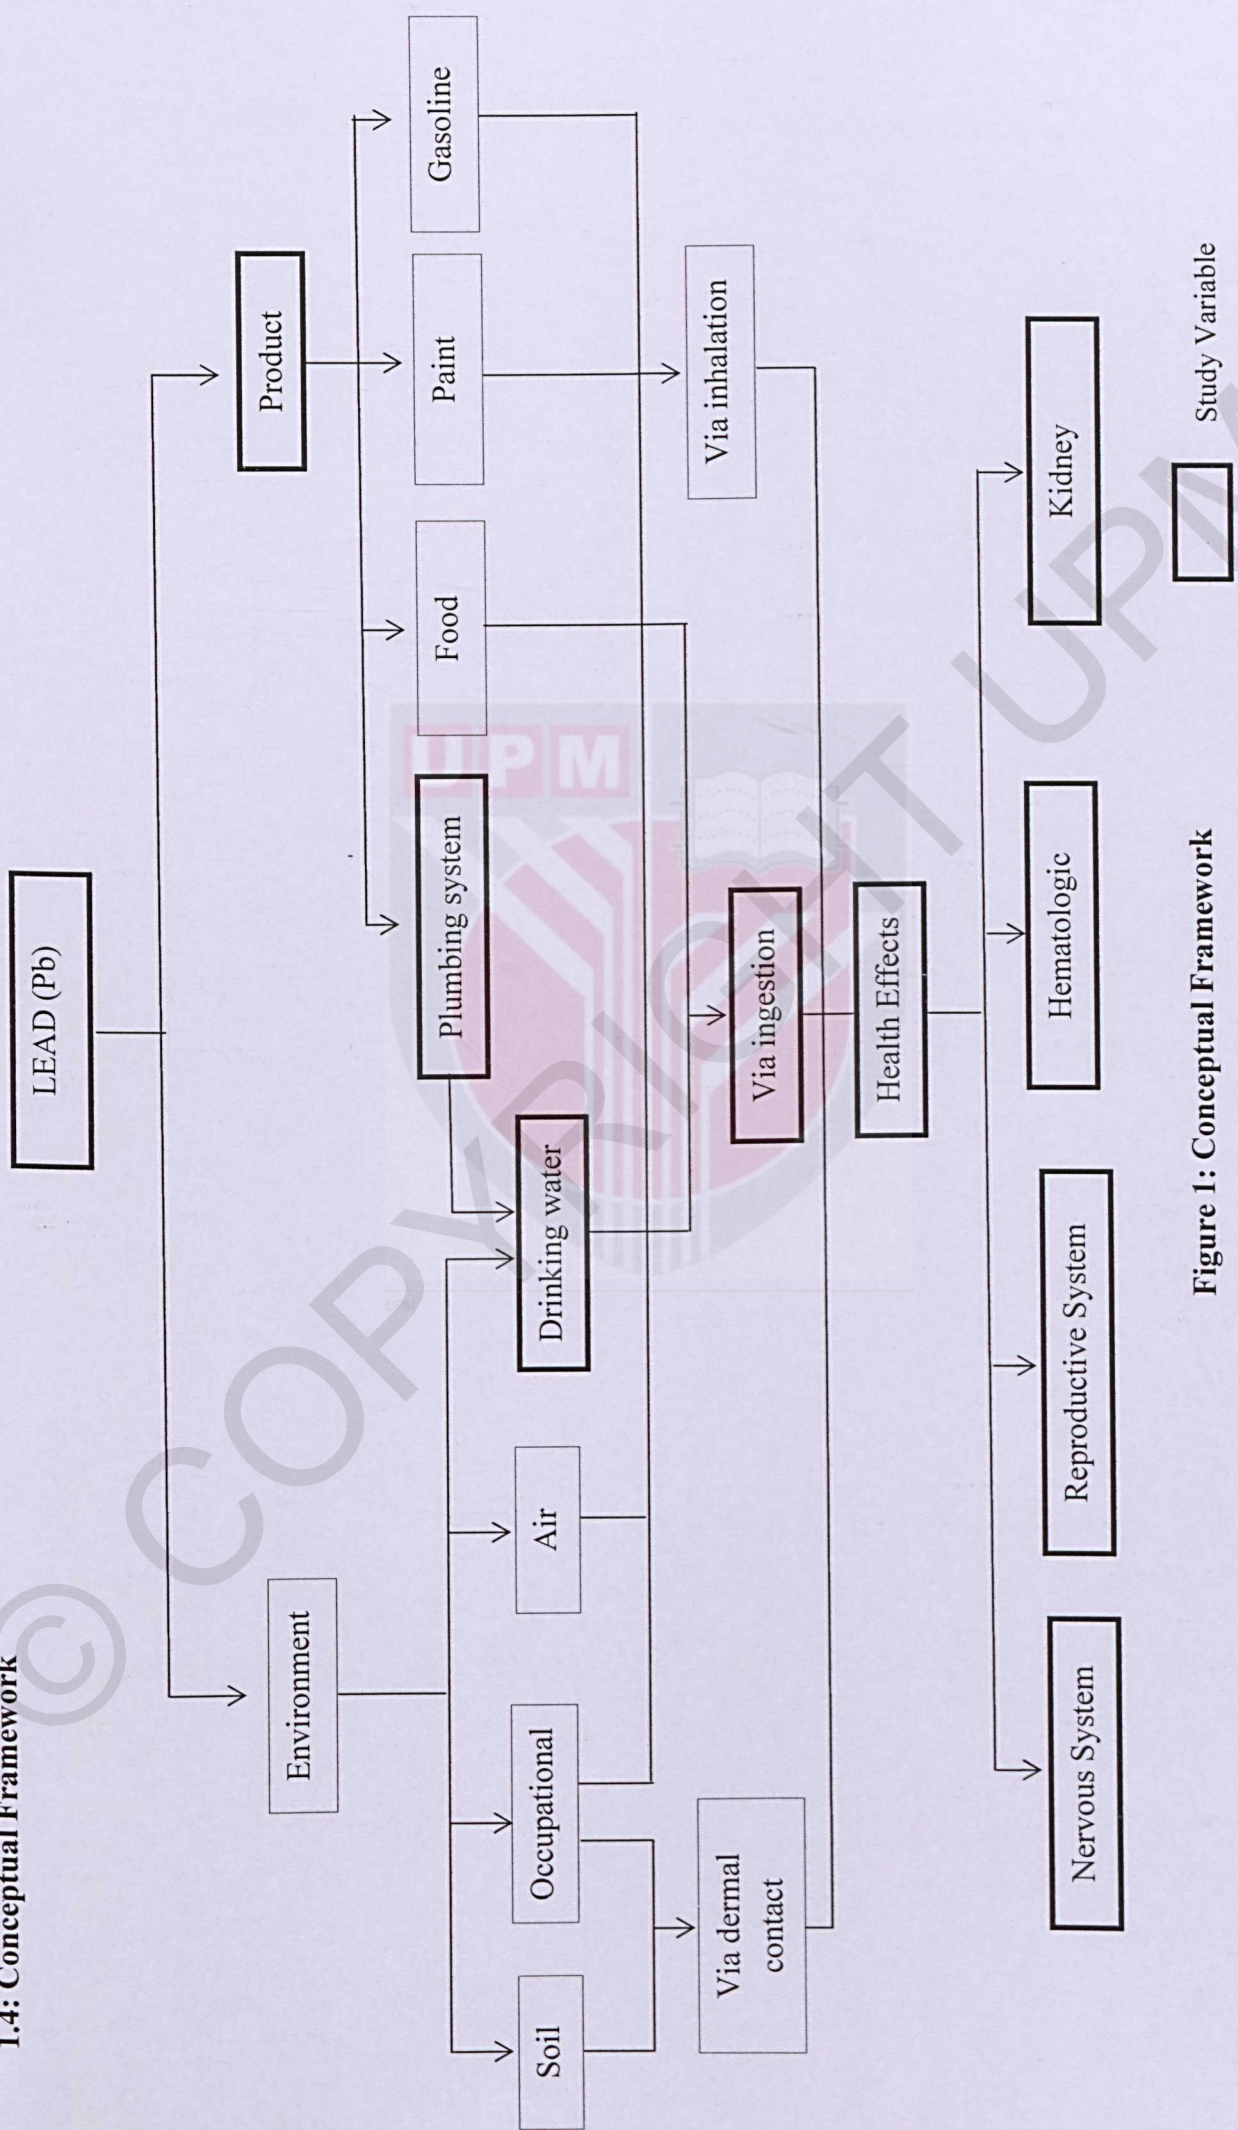 1.4: Conceptual Framework
LEAD (Pb)
Environment
Product
Plumbing system
Food
Paint
Gasoline
Soil
Occupational
Air
Drinking water
Via dermal
contact
Via ingestion
Via inhalation
Health Effects
Nervous System
Reproductive System
Hematologic
Kidney
Study Variable
Figure 1: Conceptual Framework
© COPYRIGHT UPM
UPM
UPM